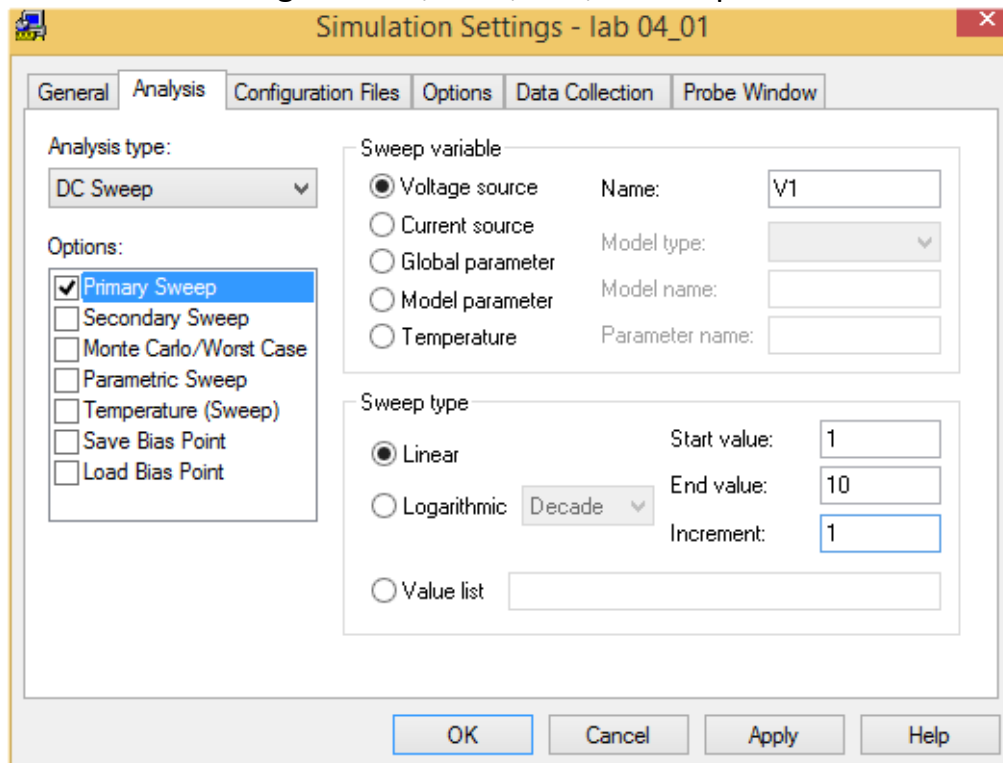 Simulation Settings - lab 04_01
General Analysis Configuration Files Options Data Collection Probe Window
Analysis type:
DC Sweep
Options:
Primary Sweep
Secondary Sweep
Monte Carlo/Worst Case
Parametric Sweep
Temperature (Sweep)
Save Bias Point
Load Bias Point
Sweep variable
Voltage source
Current source
Global parameter
Model parameter
Temperature
Name: V1
Model type:
Model name:
Parameter name:
Sweep type
Linear
Logarithmic Decade
Value list
Start value: 1
End value: 10
Increment: 1
OK Cancel Apply Help